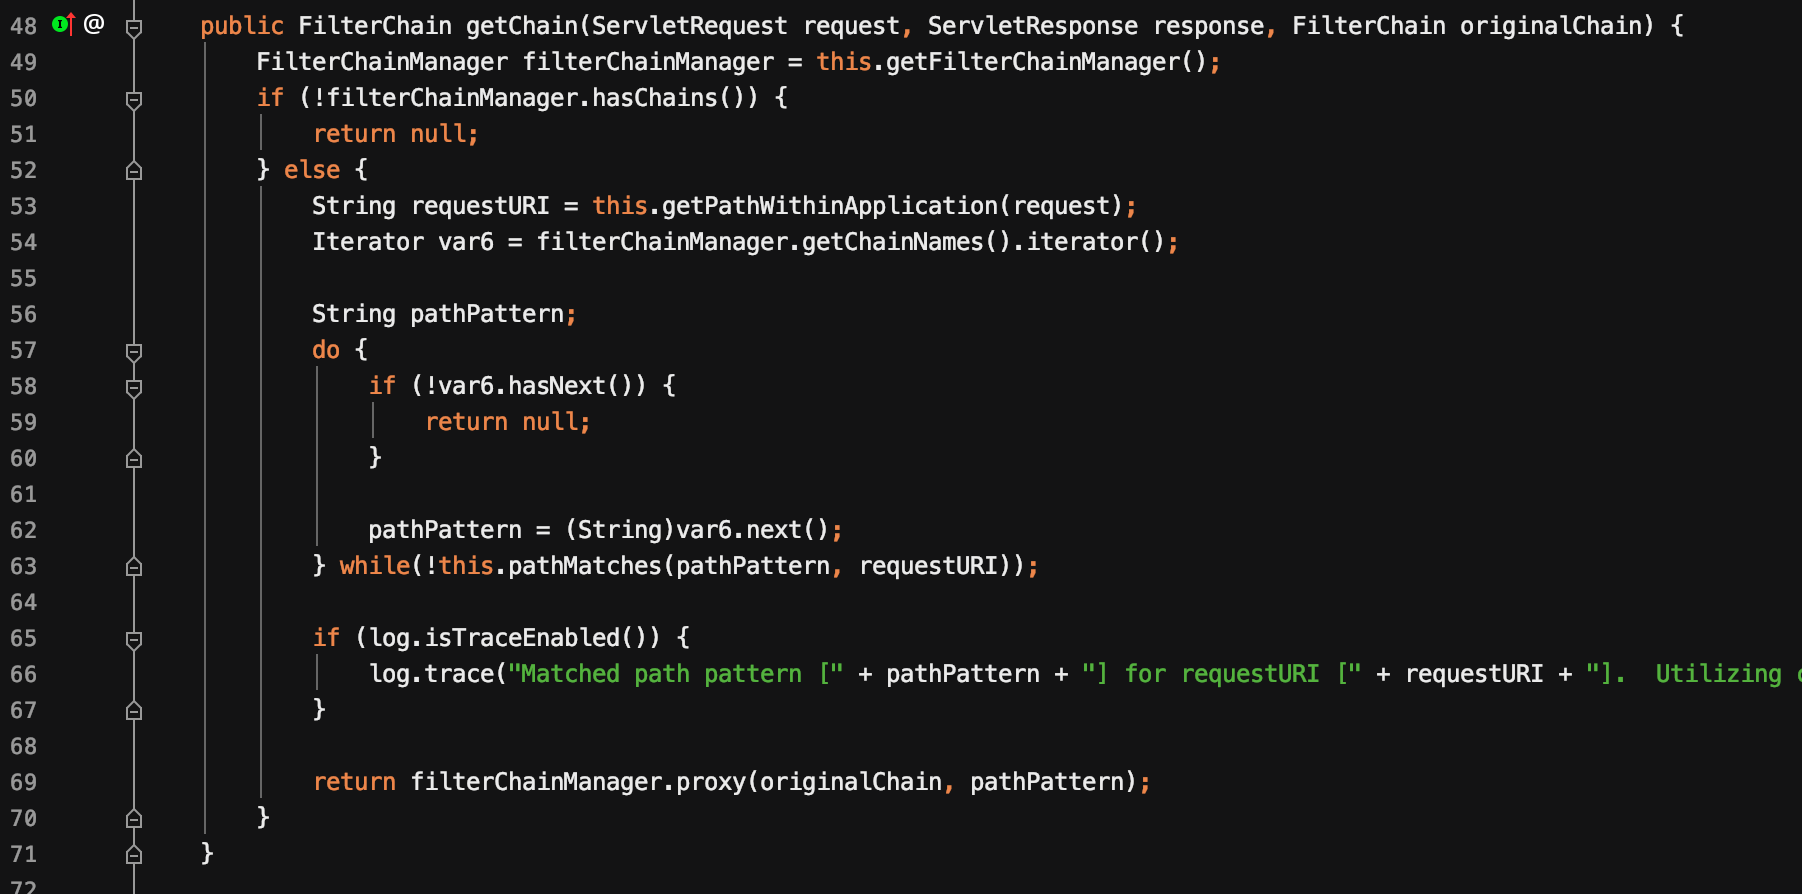 48 @ public FilterChain getChain(ServletRequest request, ServletResponse response, FilterChain originalChain) {
49 FilterChainManager filterChainManager = this.getFilterChainManager();
50 if (!filterChainManager.hasChains()) {
51 return null;
52 } else {
53 String requestURI = this.getPathWithinApplication(request);
54 Iterator var6 = filterChainManager.getChainNames().iterator();
55
56 String pathPattern;
57 do {
58 if (!var6.hasNext()) {
59 return null;
60 }
61
62 pathPattern = (String)var6.next();
63 } while(!this.pathMatches(pathPattern, requestURI));
64
65 if (log.isTraceEnabled()) {
66 log.trace("Matched path pattern [" + pathPattern + "] for requestURI [" + requestURI + "].  Utilizing
67 }
68
69 return filterChainManager.proxy(originalChain, pathPattern);
70 }
71 }
72